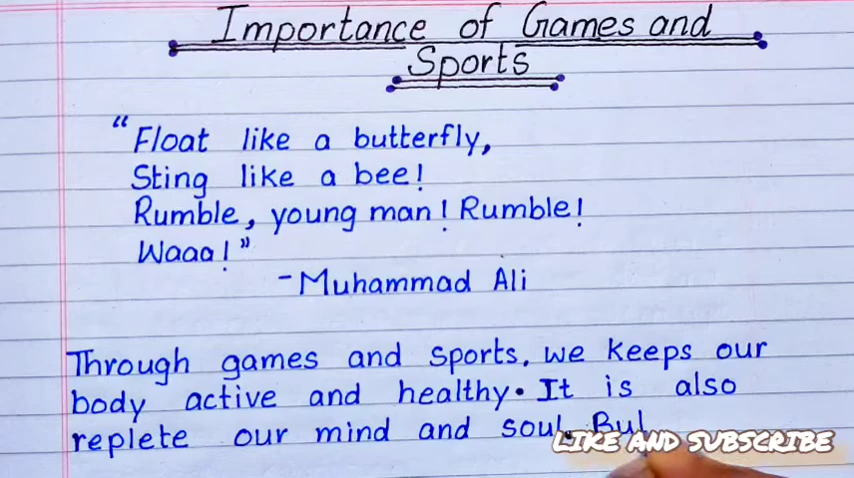 Importance of Games and
Sports
“Float like a butterfly,
Sting like a bee!
Rumble, young man! Rumble!
Waaa!”
-Muhammad Ali
Through games and sports, we keeps our
body active and healthy. It is also
replete our mind and soul.
LIKE AND SUBSCRIBE